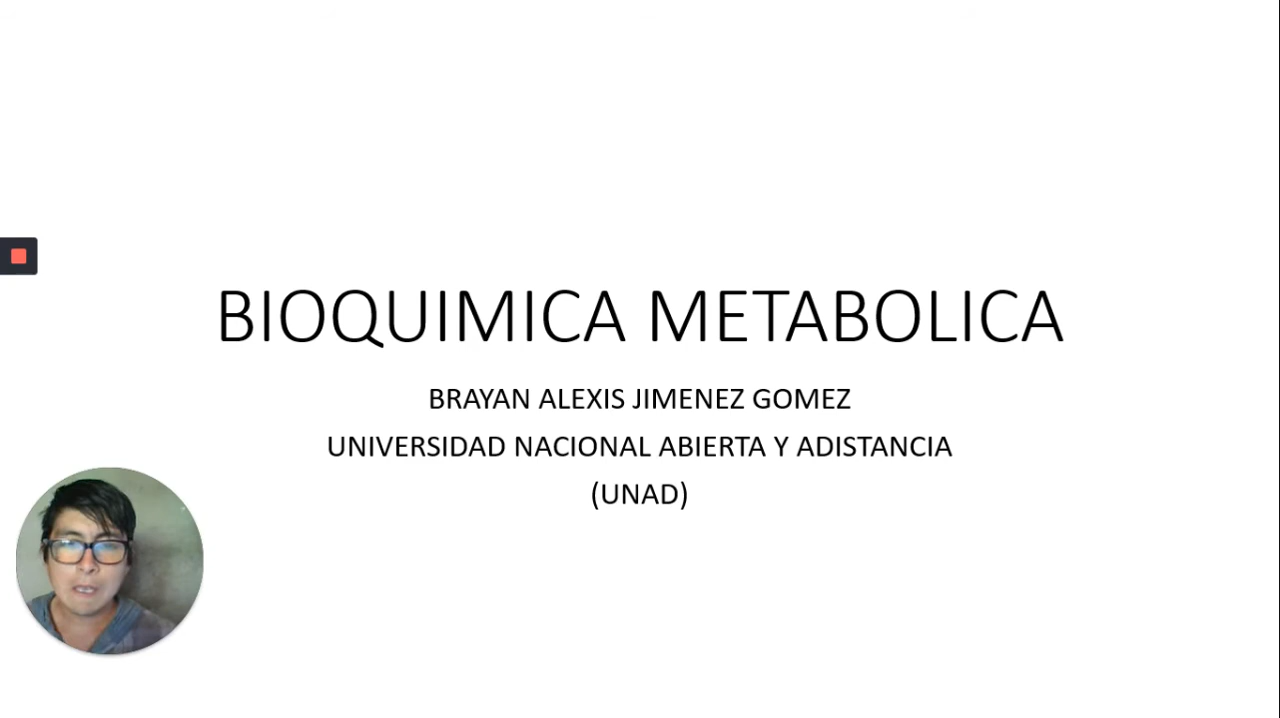 BIOQUIMICA METABOLICA
BRAYAN ALEXIS JIMENEZ GOMEZ
UNIVERSIDAD NACIONAL ABIERTA Y ADISTANCIA
(UNAD)